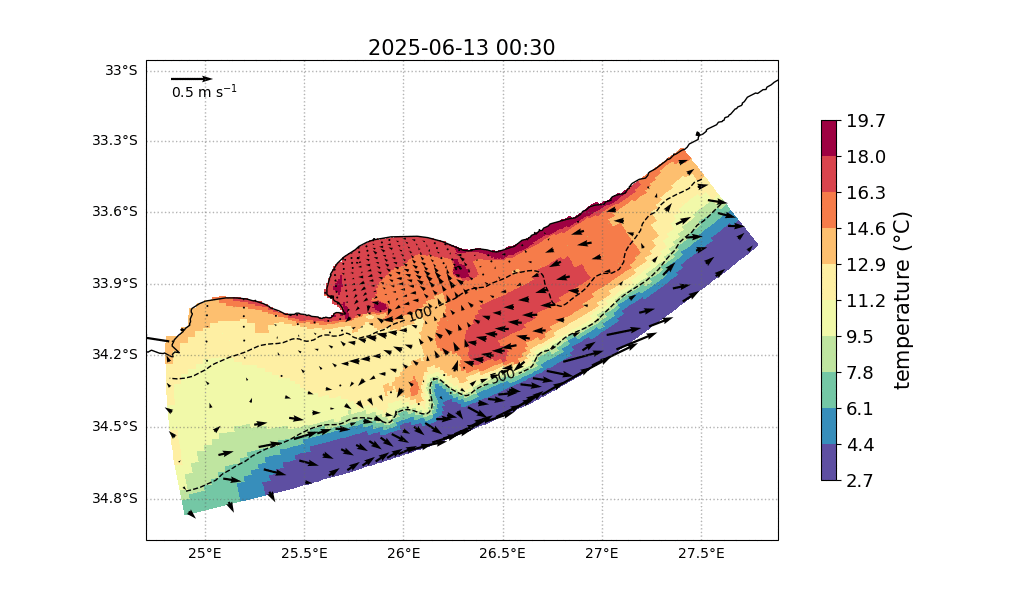 2025-06-13 00:30
0.5 m s⁻¹
33°S
33.3°S
33.6°S
33.9°S
34.2°S
34.5°S
34.8°S
25°E
25.5°E
26°E
26.5°E
27°E
27.5°E
100
500
19.7
18.0
16.3
14.6
12.9
11.2
9.5
7.8
6.1
4.4
2.7
temperature (°C)